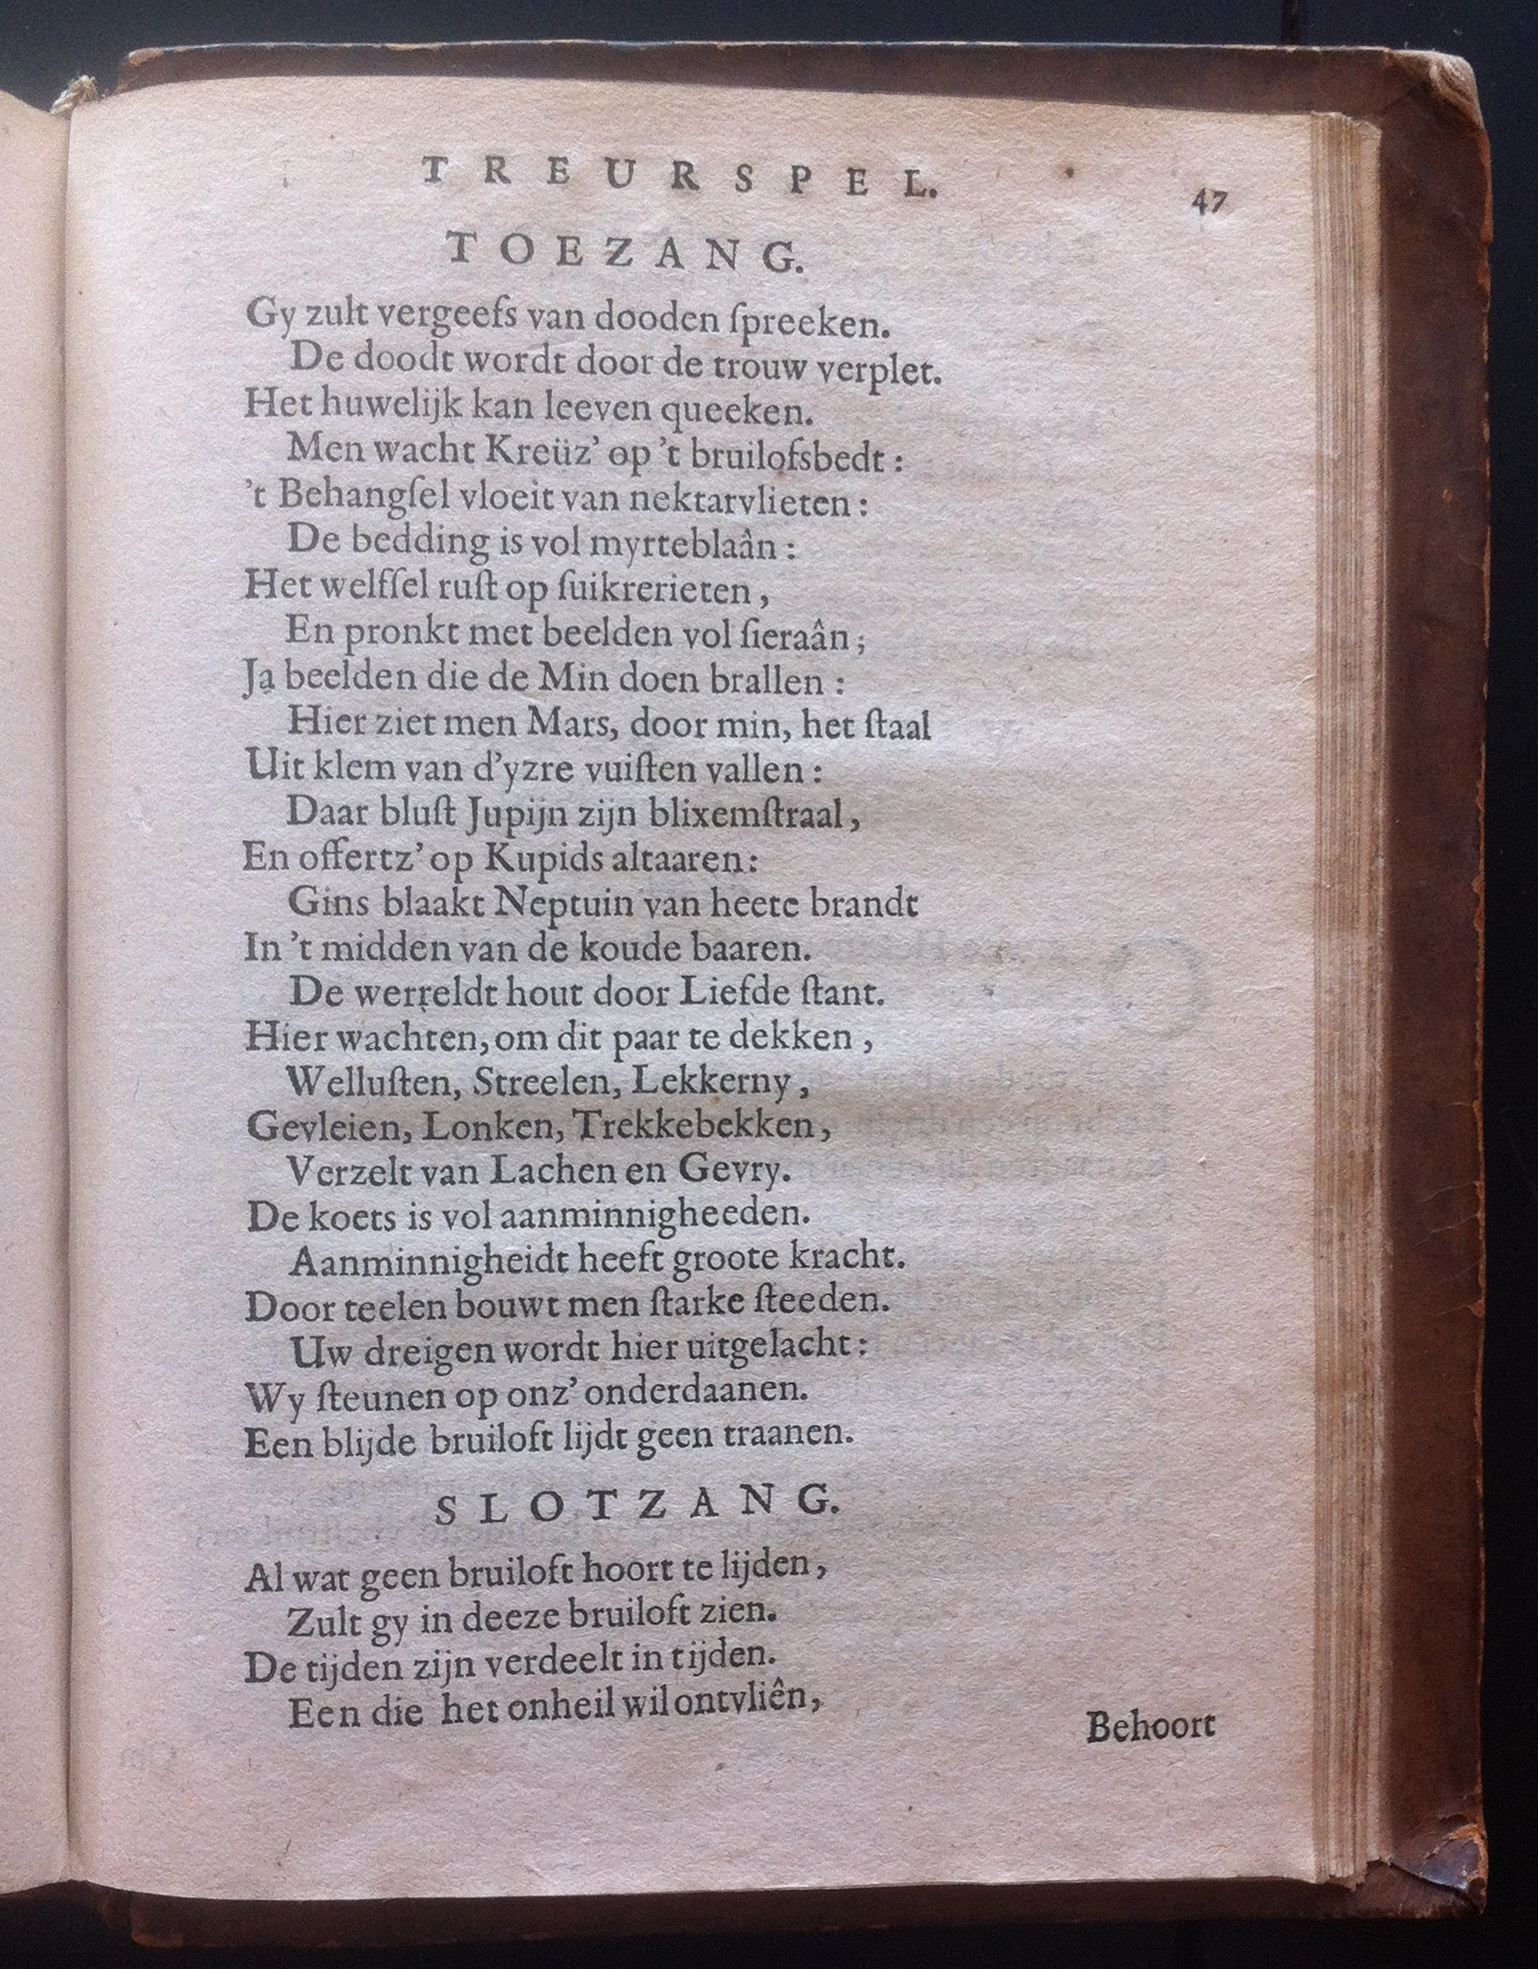 TREURSPEL. 47
TOEZANG.
Gy zult vergeefs van dooden ſpreeken.
De doodt wordt door de trouw verplet.
Het huwelijk kan leeven queeken.
Men wacht Kreüz' op 't bruilofsbedt:
't Behangſel vloeit van nektarvlieten:
De bedding is vol myrteblaân:
Het welfſel ruſt op ſuikrerieten,
En pronkt met beelden vol ſieraân;
Ja beelden die de Min doen brallen:
Hier ziet men Mars, door min, het ſtaal
Uit klem van d'yzre vuiſten vallen:
Daar bluſt Jupijn zijn blixemſtraal,
En offertz' op Kupids altaaren:
Gins blaakt Neptuin van heete brandt
In 't midden van de koude baaren.
De werreldt hout door Liefde ſtant.
Hier wachten, om dit paar te dekken,
Welluſten, Streelen, Lekkerny,
Gevleien, Lonken, Trekkebekken,
Verzelt van Lachen en Gevry.
De koets is vol aanminnigheeden.
Aanminnigheidt heeft groote kracht.
Door teelen bouwt men ſtarke ſteeden.
Uw dreigen wordt hier uitgelacht:
Wy ſteunen op onz' onderdaanen.
Een blijde bruiloft lijdt geen traanen.
SLOTZANG.
Al wat geen bruiloft hoort te lijden,
Zult gy in deeze bruiloft zien.
De tijden zijn verdeelt in tijden.
Een die het onheil wil ontvliên,
Behoort